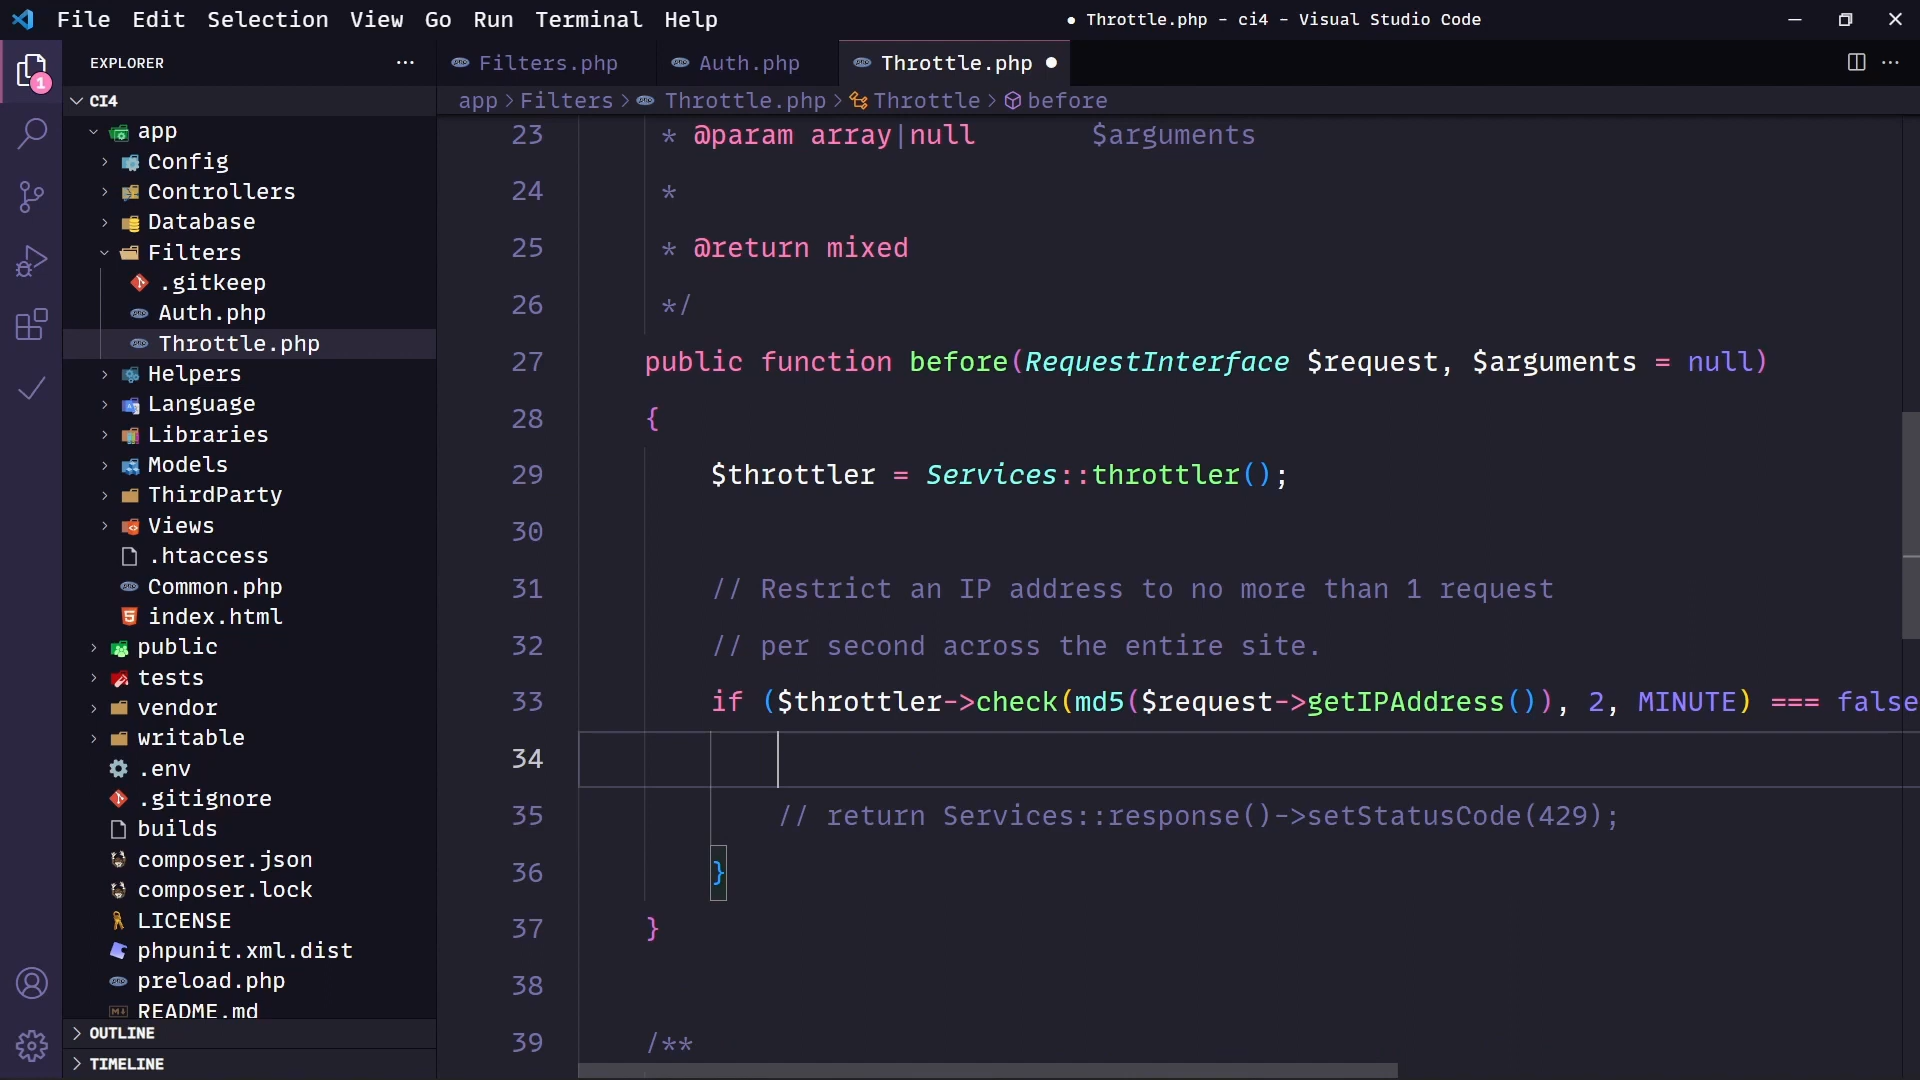 File Edit Selection View Go Run Terminal Help
● Throttle.php - ci4 - Visual Studio Code
1
EXPLORER
CI4
app
Config
Controllers
Database
Filters
.gitkeep
Auth.php
Throttle.php
Helpers
Language
Libraries
Models
ThirdParty
Views
.htaccess
Common.php
index.html
public
tests
vendor
writable
.env
.gitignore
builds
composer.json
composer.lock
LICENSE
phpunit.xml.dist
preload.php
README.md
OUTLINE
TIMELINE
Filters.php Auth.php Throttle.php ●
app > Filters > Throttle.php > Throttle > before
23 * @param array|null $arguments
24 *
25 * @return mixed
26 */
27 public function before(RequestInterface $request, $arguments = null)
28 {
29 $throttler = Services::throttler();
30
31 // Restrict an IP address to no more than 1 request
32 // per second across the entire site.
33 if ($throttler->check(md5($request->getIPAddress()), 2, MINUTE) === false
34
35 // return Services::response()->setStatusCode(429);
36 }
37 }
38
39 /**